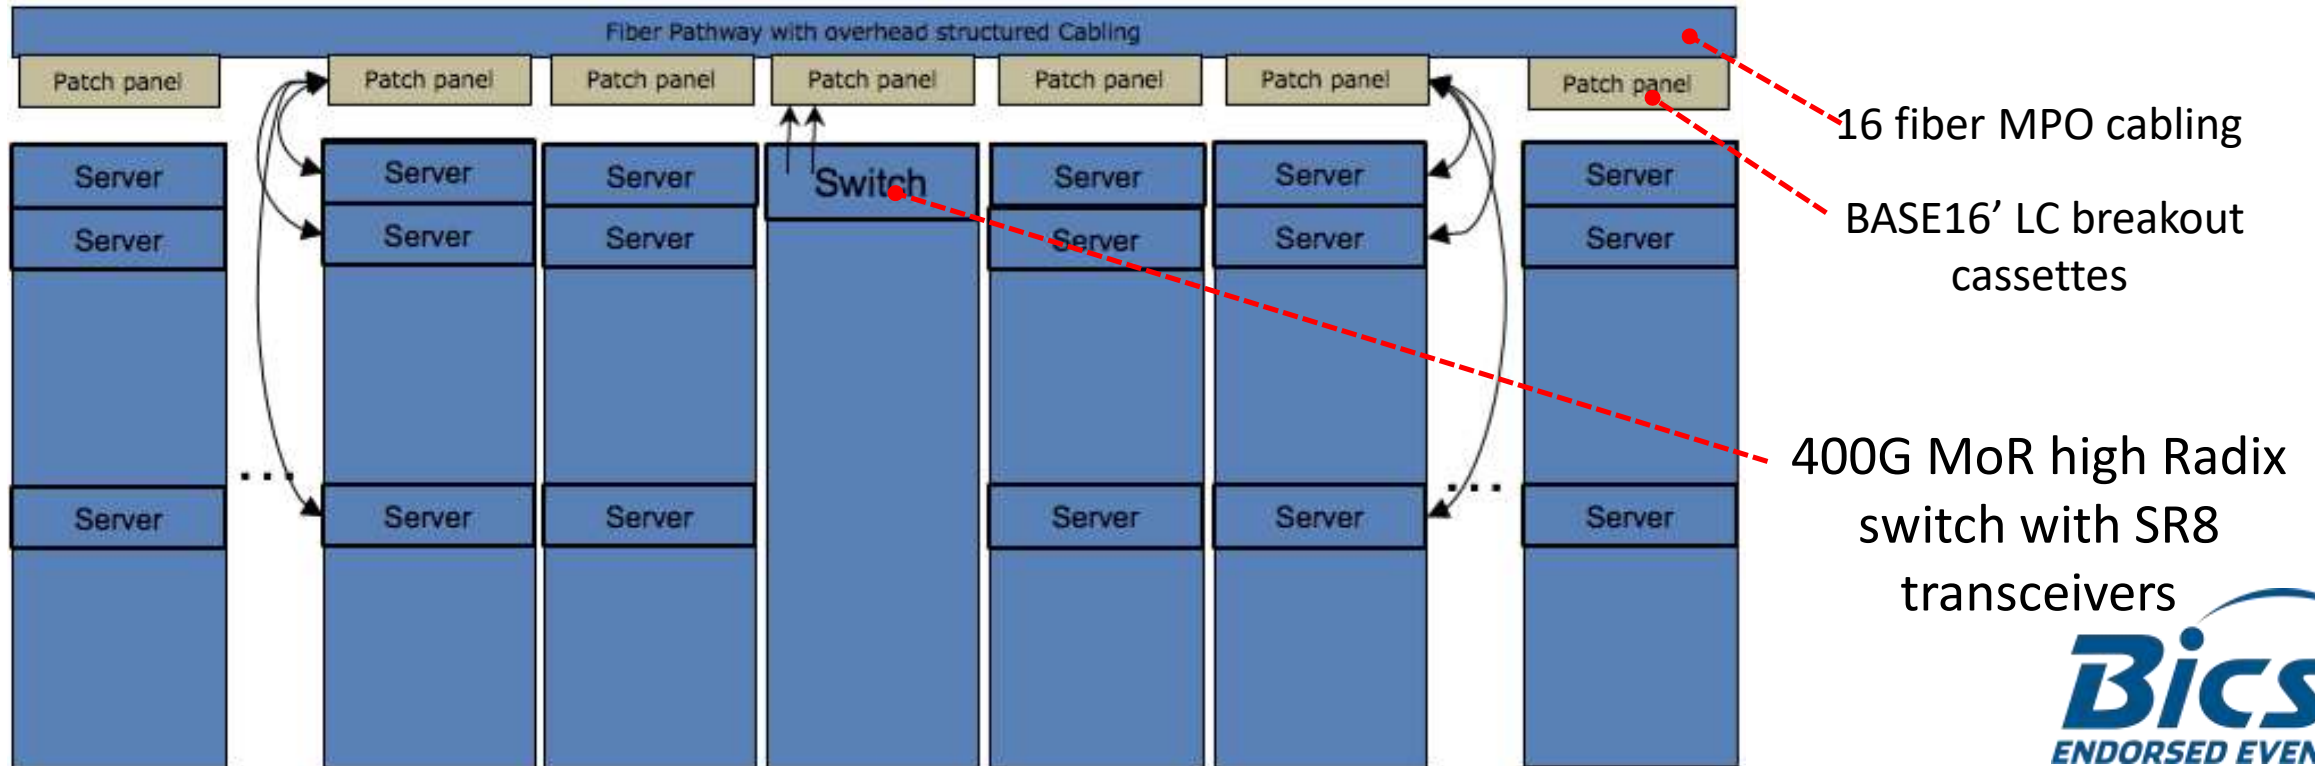 Fiber Pathway with overhead structured Cabling
Patch panel Patch panel Patch panel Patch panel Patch panel Patch panel Patch panel
Server Server Server Switch Server Server Server
Server Server Server Server Server Server
... ...
Server Server Server Server Server Server
16 fiber MPO cabling
BASE16’ LC breakout
cassettes
400G MoR high Radix
switch with SR8
transceivers
Bics
ENDORSED EVEN